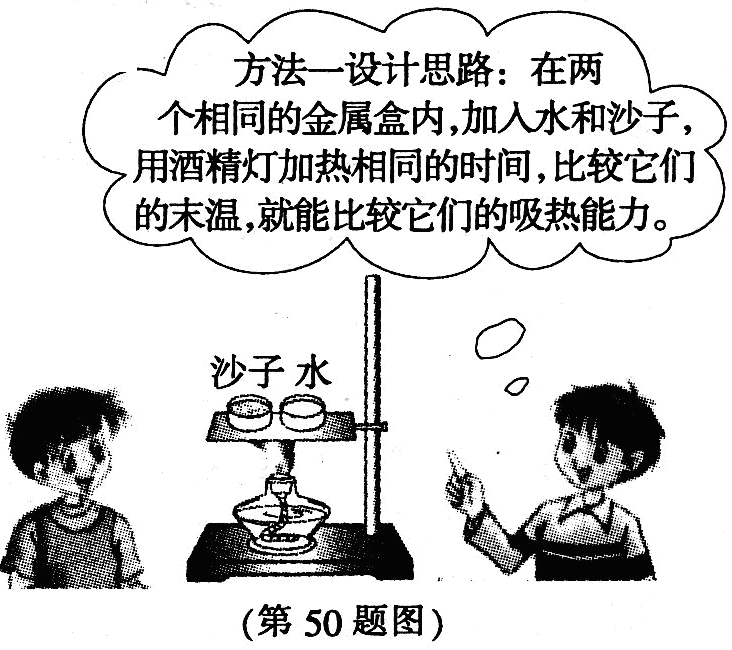 方法一设计思路：在两
个相同的金属盒内，加入水和沙子，
用酒精灯加热相同的时间，比较它们
的末温，就能比较它们的吸热能力。
沙子 水
（第 50 题图）